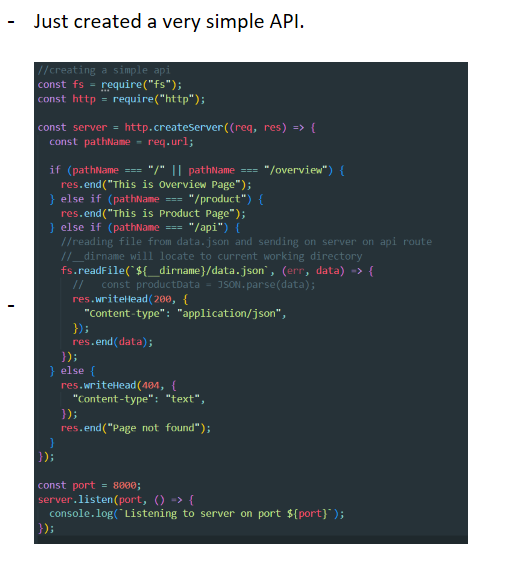 - Just created a very simple API.
//creating a simple api
const fs = require("fs");
const http = require("http");
const server = http.createServer((req, res) => {
const pathName = req.url;
if (pathName === "/" || pathName === "/overview") {
res.end("This is Overview Page");
} else if (pathName === "/product") {
res.end("This is Product Page");
} else if (pathName === "/api") {
//reading file from data.json and sending on server on api route
//__dirname will locate to current working directory
fs.readFile(`${__dirname}/data.json`, (err, data) => {
//   const productData = JSON.parse(data);
res.writeHead(200, {
"Content-type": "application/json",
});
res.end(data);
});
} else {
res.writeHead(404, {
"Content-type": "text",
});
res.end("Page not found");
}
});
const port = 8000;
server.listen(port, () => {
console.log(`Listening to server on port ${port}`);
});